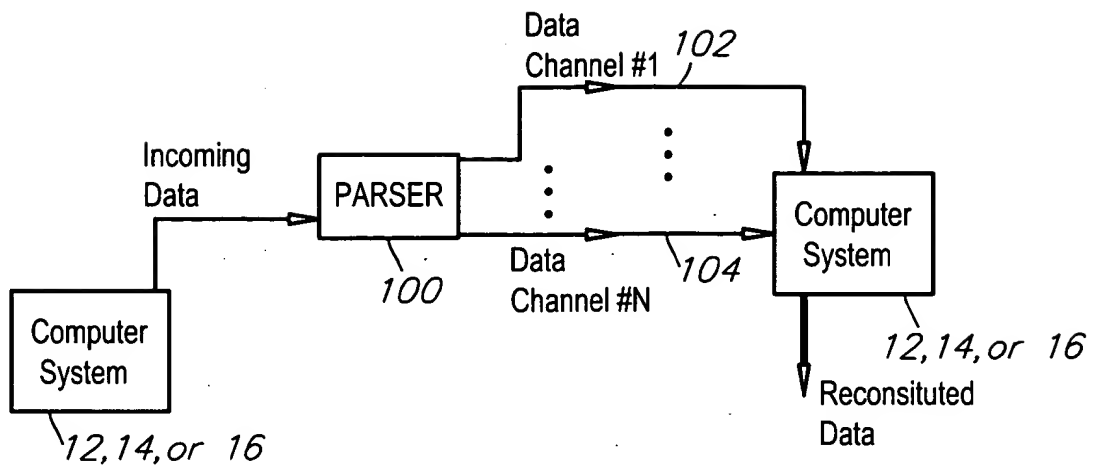 Data
Channel #1
102
Incoming
Data
PARSER
100
Data
Channel #N
104
Computer
System
12, 14, or 16
Computer
System
12, 14, or 16
Reconsituted
Data